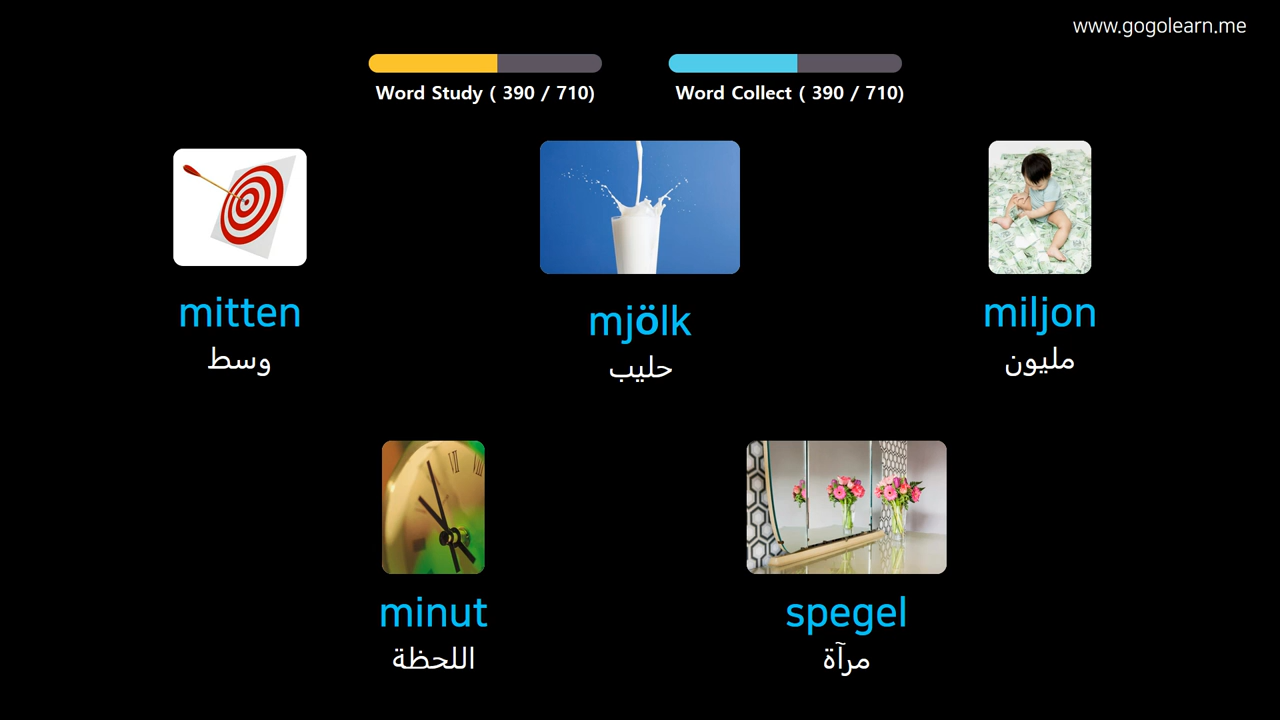 www.gogolearn.me
Word Study ( 390 / 710)
Word Collect ( 390 / 710)
mitten
وسط
mjölk
حليب
miljon
مليون
minut
اللحظة
spegel
مرآة